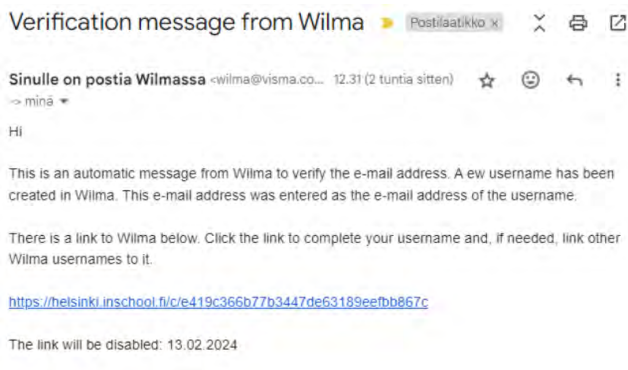 Verification message from Wilma Postilaatikko x
Sinulle on postia Wilmassa <wilma@visma.co... 12.31 (2 tuntia sitten)
-> minä
Hi
This is an automatic message from Wilma to verify the e-mail address. A ew username has been
created in Wilma. This e-mail address was entered as the e-mail address of the username.
There is a link to Wilma below. Click the link to complete your username and, if needed, link other
Wilma usernames to it.
https://helsinki.inschool.fi/c/e419c366b77b3447de63189eefbb867c
The link will be disabled: 13.02.2024